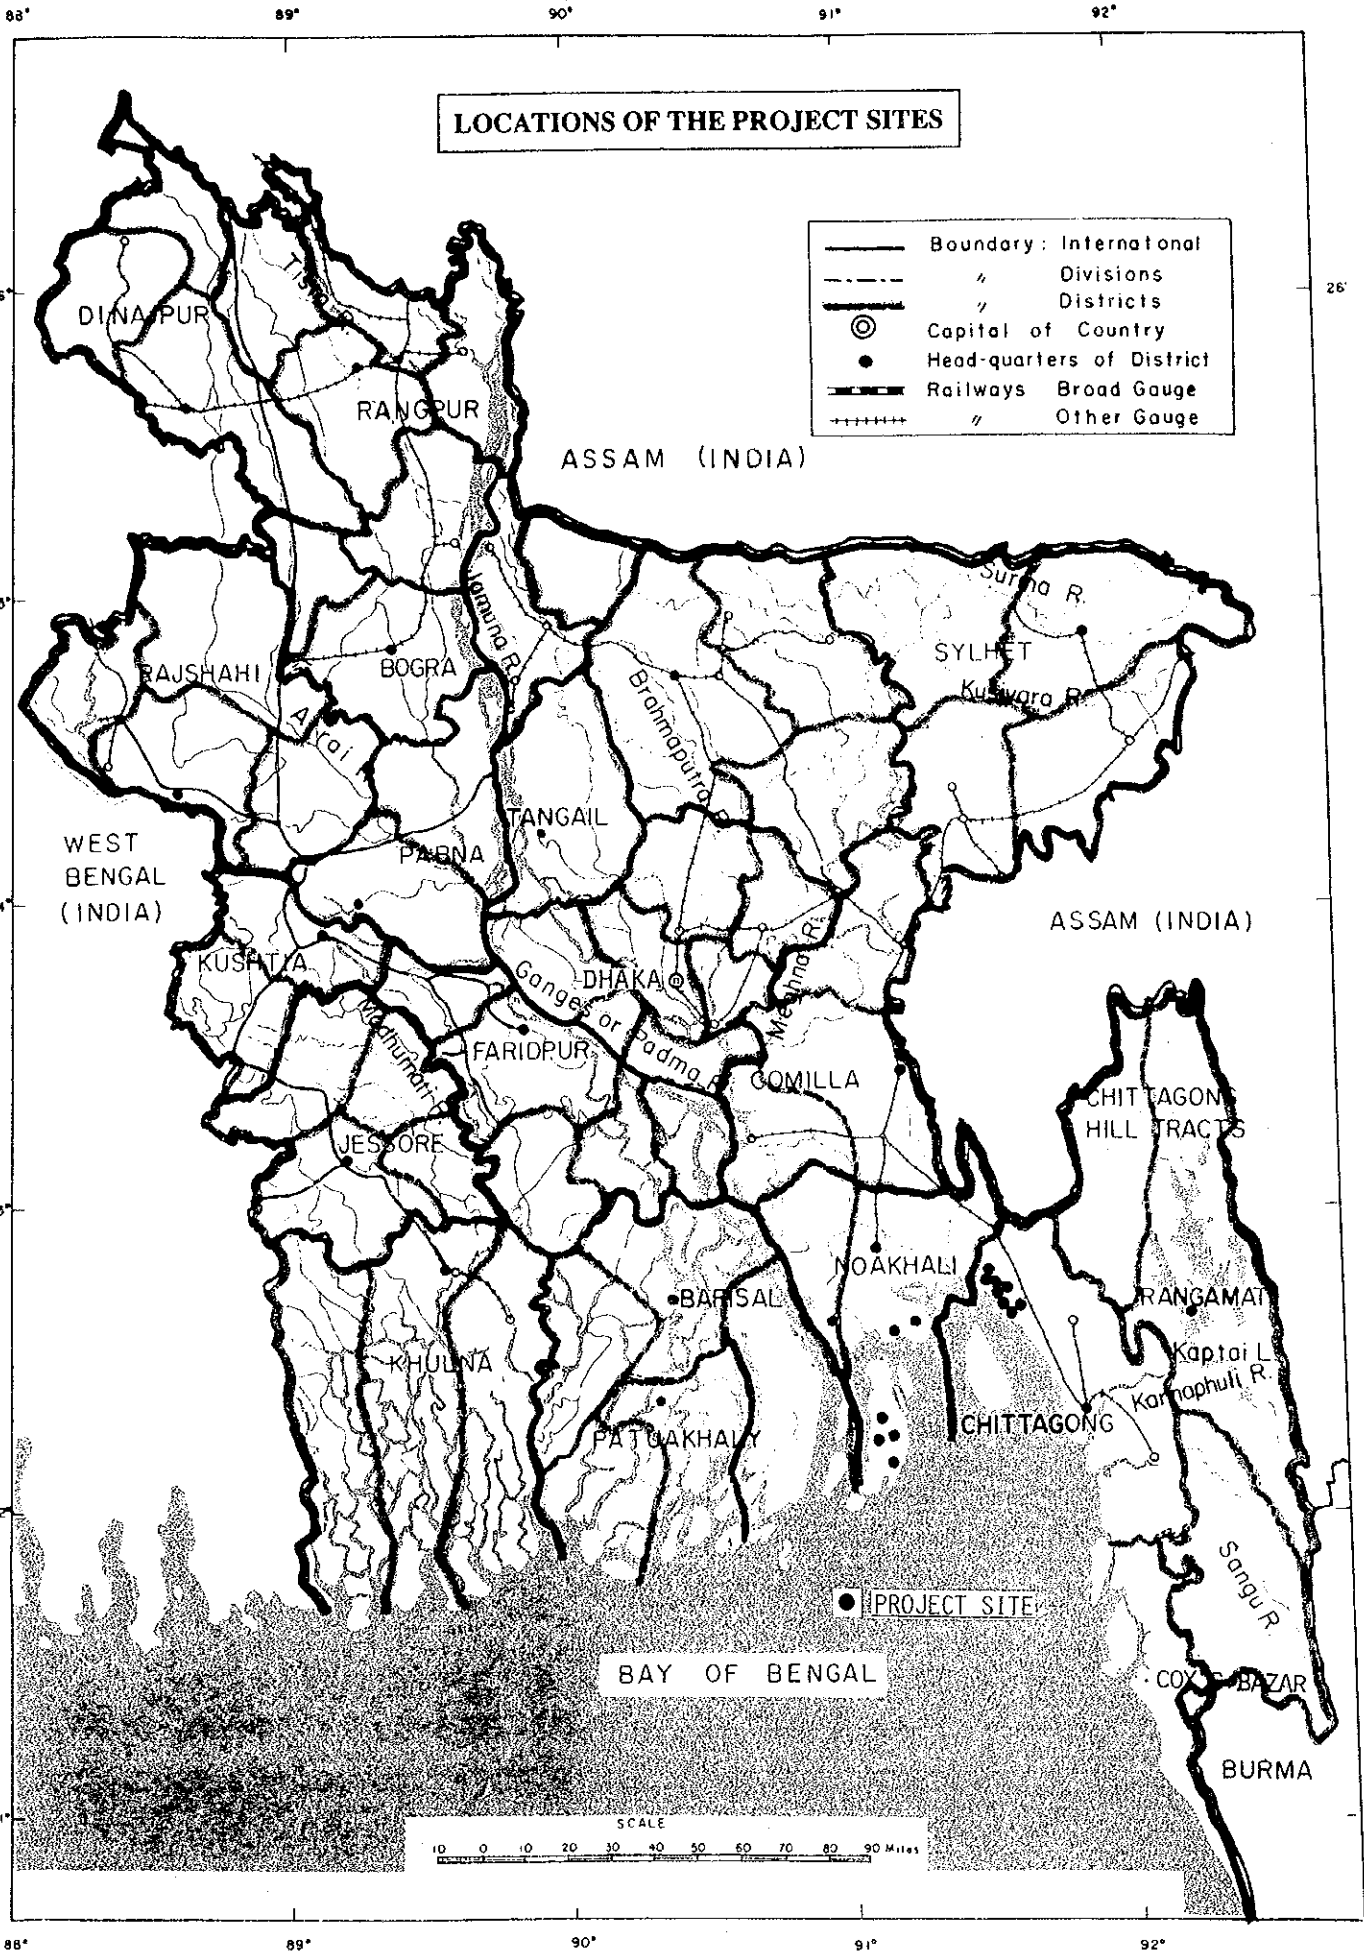 88° 89° 90° 91° 92°
LOCATIONS OF THE PROJECT SITES
Boundary: Internatonal
〃 Divisions
〃 Districts
Capital of Country
Head-quarters of District
Railways Broad Gauge
〃 Other Gauge
26°
DINAJPUR
Tista R.
RANGPUR
ASSAM (INDIA)
Surma R.
Jamuna R.
SYLHET
RAJSHAHI
BOGRA
Kusiyara R.
Atrai R.
Brahmaputra R.
TANGAIL
WEST
BENGAL
(INDIA)
PABNA
ASSAM (INDIA)
KUSHTIA
DHAKA
Meghna R.
Ganges or Padma R.
Madhumati R.
FARIDPUR
COMILLA
CHITTAGONG
HILL TRACTS
JESSORE
NOAKHALI
BARISAL
RANGAMATI
KHULNA
Kaptai L.
Karnaphuli R.
CHITTAGONG
PATUAKHALY
Sangu R.
PROJECT SITE
BAY OF BENGAL
COX'S BAZAR
BURMA
SCALE
10 0 10 20 30 40 50 60 70 80 90 Miles
88° 89° 90° 91° 92°